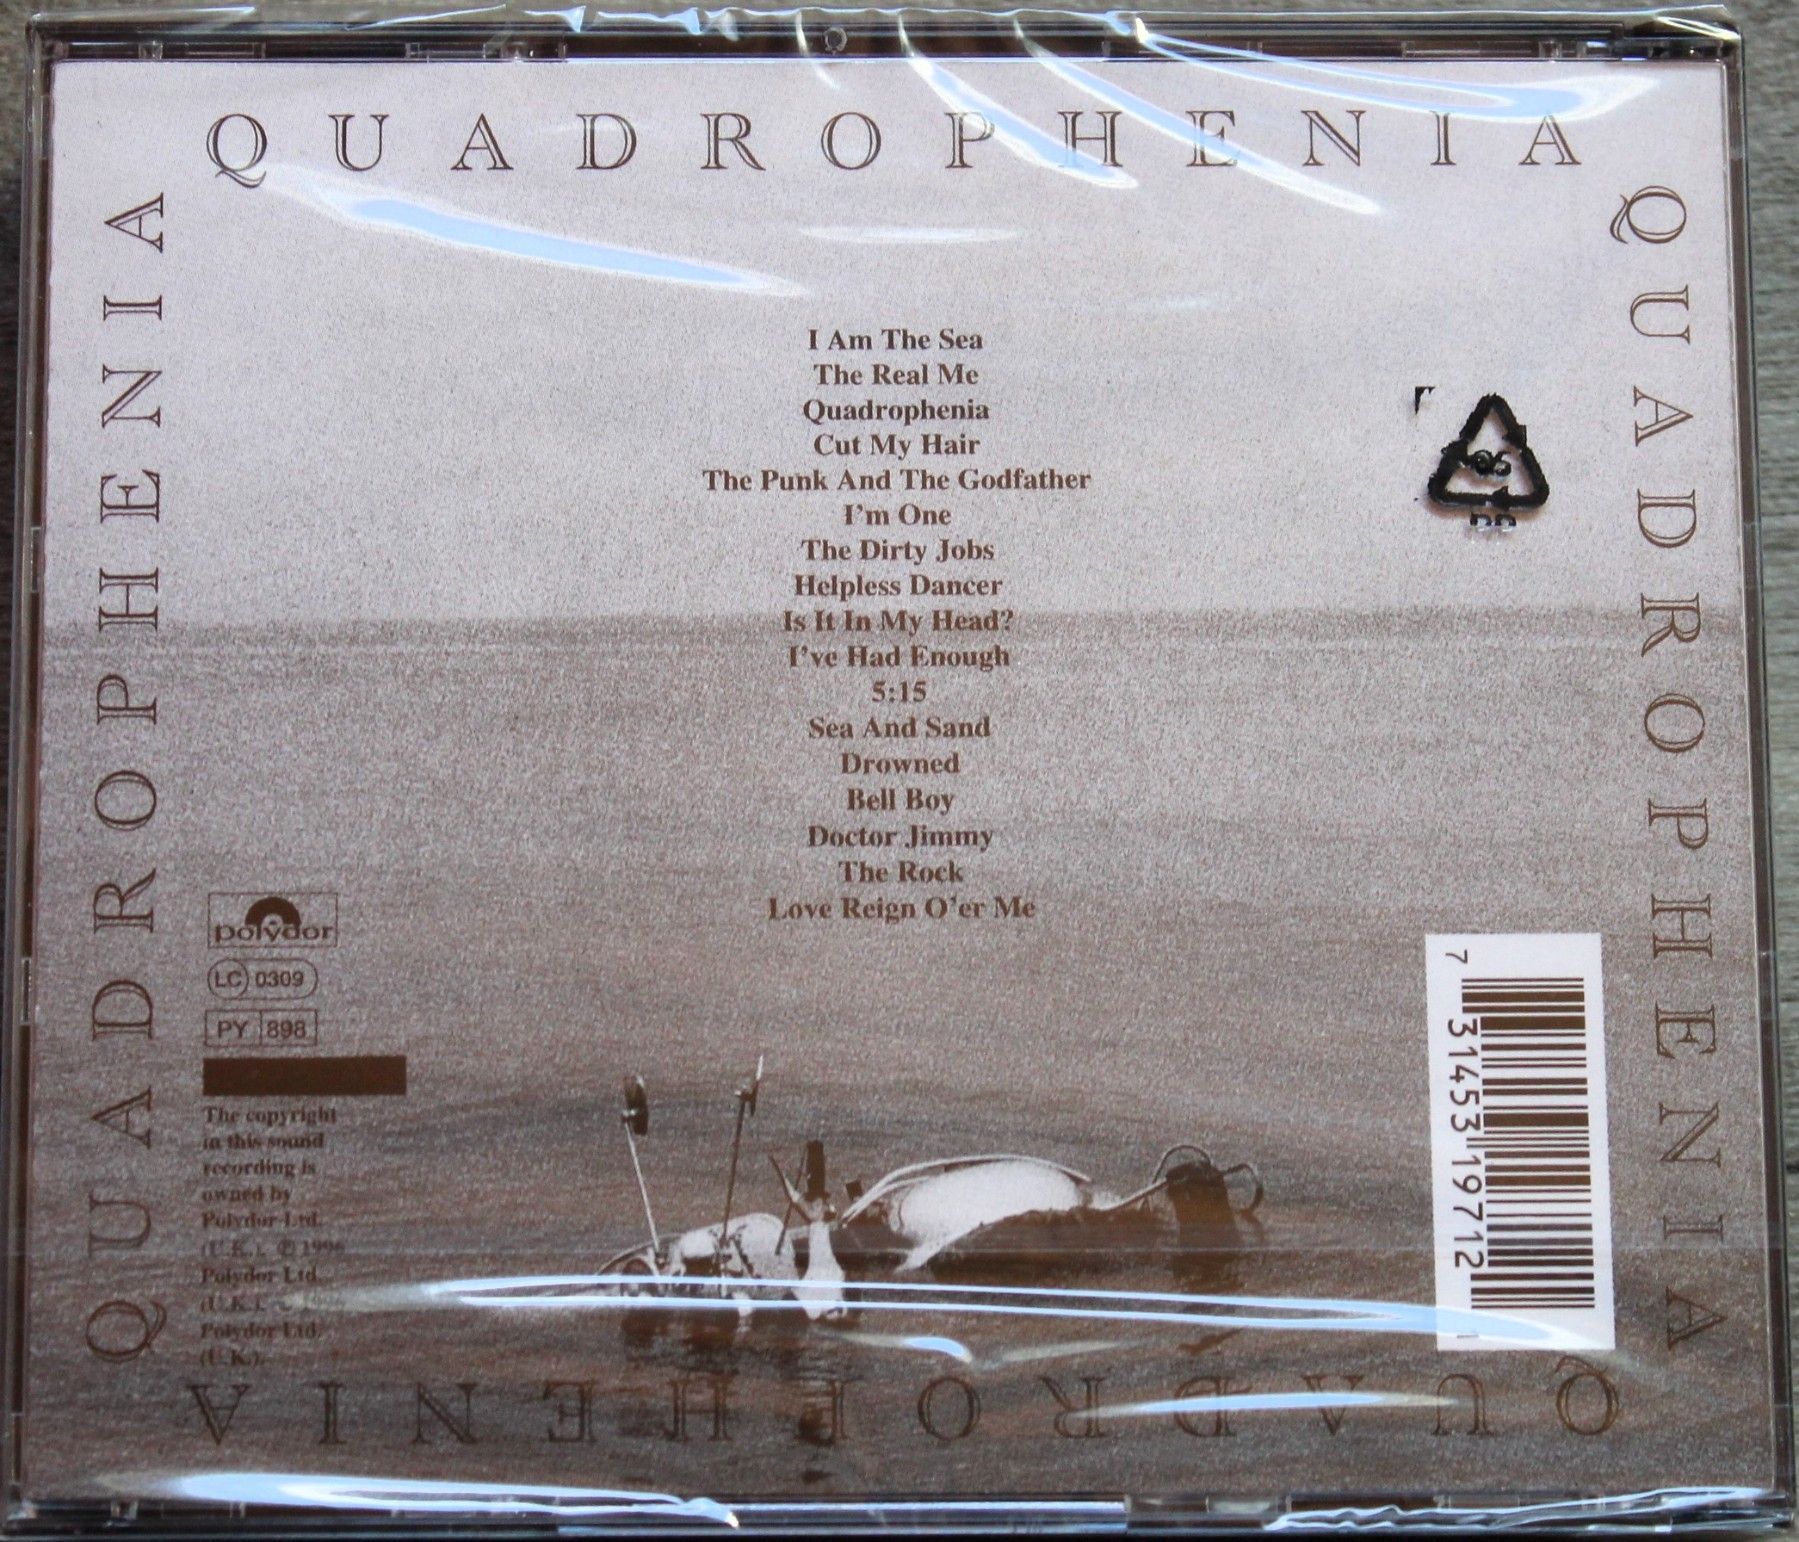 QUADROPHENIA
QUADROPHENIA
QUADROPHENIA
QUADROPHENIA
I Am The Sea
The Real Me
Quadrophenia
Cut My Hair
The Punk And The Godfather
I'm One
The Dirty Jobs
Helpless Dancer
Is It In My Head?
I've Had Enough
5:15
Sea And Sand
Drowned
Bell Boy
Doctor Jimmy
The Rock
Love Reign O'er Me
06
polydor
LC 0309
PY 898
The copyright
in this sound
recording is
owned by
Polydor Ltd.
(U.K.). ℗ 1996
Polydor Ltd.
(U.K.).
Polydor Ltd.
(U.K.).
7 31453 19712 1